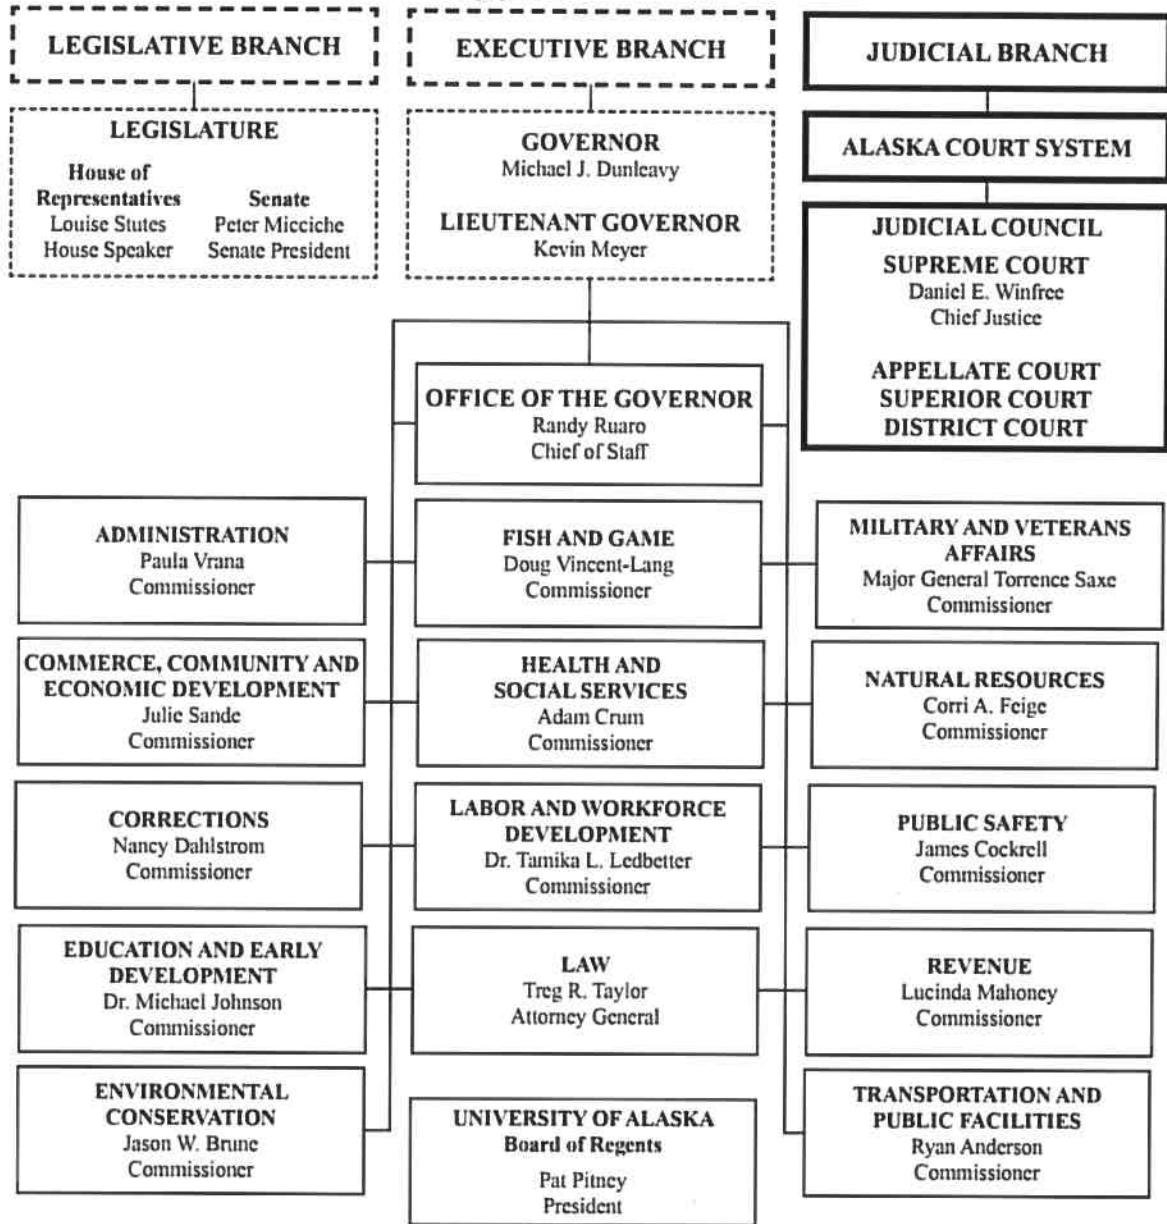 LEGISLATIVE BRANCH
LEGISLATURE
House of
Representatives
Louise Stutes
House Speaker
Senate
Peter Micciche
Senate President
EXECUTIVE BRANCH
GOVERNOR
Michael J. Dunleavy
LIEUTENANT GOVERNOR
Kevin Meyer
JUDICIAL BRANCH
ALASKA COURT SYSTEM
JUDICIAL COUNCIL
SUPREME COURT
Daniel E. Winfree
Chief Justice
APPELLATE COURT
SUPERIOR COURT
DISTRICT COURT
OFFICE OF THE GOVERNOR
Randy Ruaro
Chief of Staff
ADMINISTRATION
Paula Vrana
Commissioner
FISH AND GAME
Doug Vincent-Lang
Commissioner
MILITARY AND VETERANS
AFFAIRS
Major General Torrence Saxe
Commissioner
COMMERCE, COMMUNITY AND
ECONOMIC DEVELOPMENT
Julie Sande
Commissioner
HEALTH AND
SOCIAL SERVICES
Adam Crum
Commissioner
NATURAL RESOURCES
Corri A. Feige
Commissioner
CORRECTIONS
Nancy Dahlstrom
Commissioner
LABOR AND WORKFORCE
DEVELOPMENT
Dr. Tamika L. Ledbetter
Commissioner
PUBLIC SAFETY
James Cockrell
Commissioner
EDUCATION AND EARLY
DEVELOPMENT
Dr. Michael Johnson
Commissioner
LAW
Treg R. Taylor
Attorney General
REVENUE
Lucinda Mahoney
Commissioner
ENVIRONMENTAL
CONSERVATION
Jason W. Brune
Commissioner
UNIVERSITY OF ALASKA
Board of Regents
Pat Pitney
President
TRANSPORTATION AND
PUBLIC FACILITIES
Ryan Anderson
Commissioner